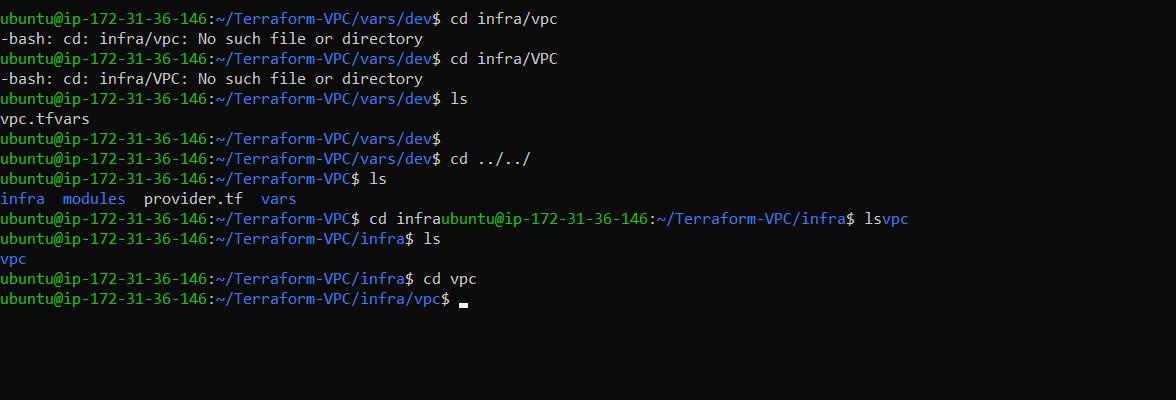 ubuntu@ip-172-31-36-146:~/Terraform-VPC/vars/dev$ cd infra/vpc
-bash: cd: infra/vpc: No such file or directory
ubuntu@ip-172-31-36-146:~/Terraform-VPC/vars/dev$ cd infra/VPC
-bash: cd: infra/VPC: No such file or directory
ubuntu@ip-172-31-36-146:~/Terraform-VPC/vars/dev$ ls
vpc.tfvars
ubuntu@ip-172-31-36-146:~/Terraform-VPC/vars/dev$
ubuntu@ip-172-31-36-146:~/Terraform-VPC/vars/dev$ cd ../../
ubuntu@ip-172-31-36-146:~/Terraform-VPC$ ls
infra  modules  provider.tf  vars
ubuntu@ip-172-31-36-146:~/Terraform-VPC$ cd infraubuntu@ip-172-31-36-146:~/Terraform-VPC/infra$ lsvpc
ubuntu@ip-172-31-36-146:~/Terraform-VPC/infra$ ls
vpc
ubuntu@ip-172-31-36-146:~/Terraform-VPC/infra$ cd vpc
ubuntu@ip-172-31-36-146:~/Terraform-VPC/infra/vpc$